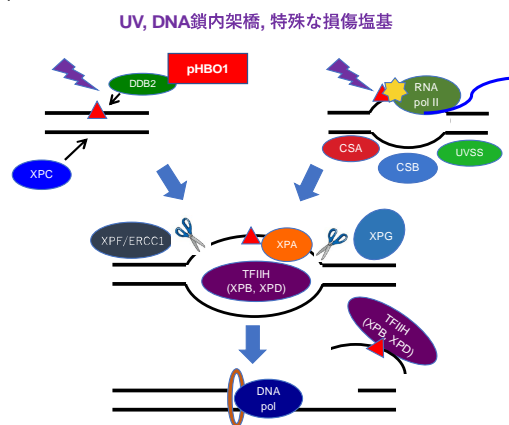 UV, DNA鎖内架橋, 特殊な損傷塩基
pHBO1
DDB2
XPC
RNA
pol II
CSA
CSB
UVSS
XPF/ERCC1
XPA
XPG
TFIIH
(XPB, XPD)
TFIIH
(XPB, XPD)
DNA
pol